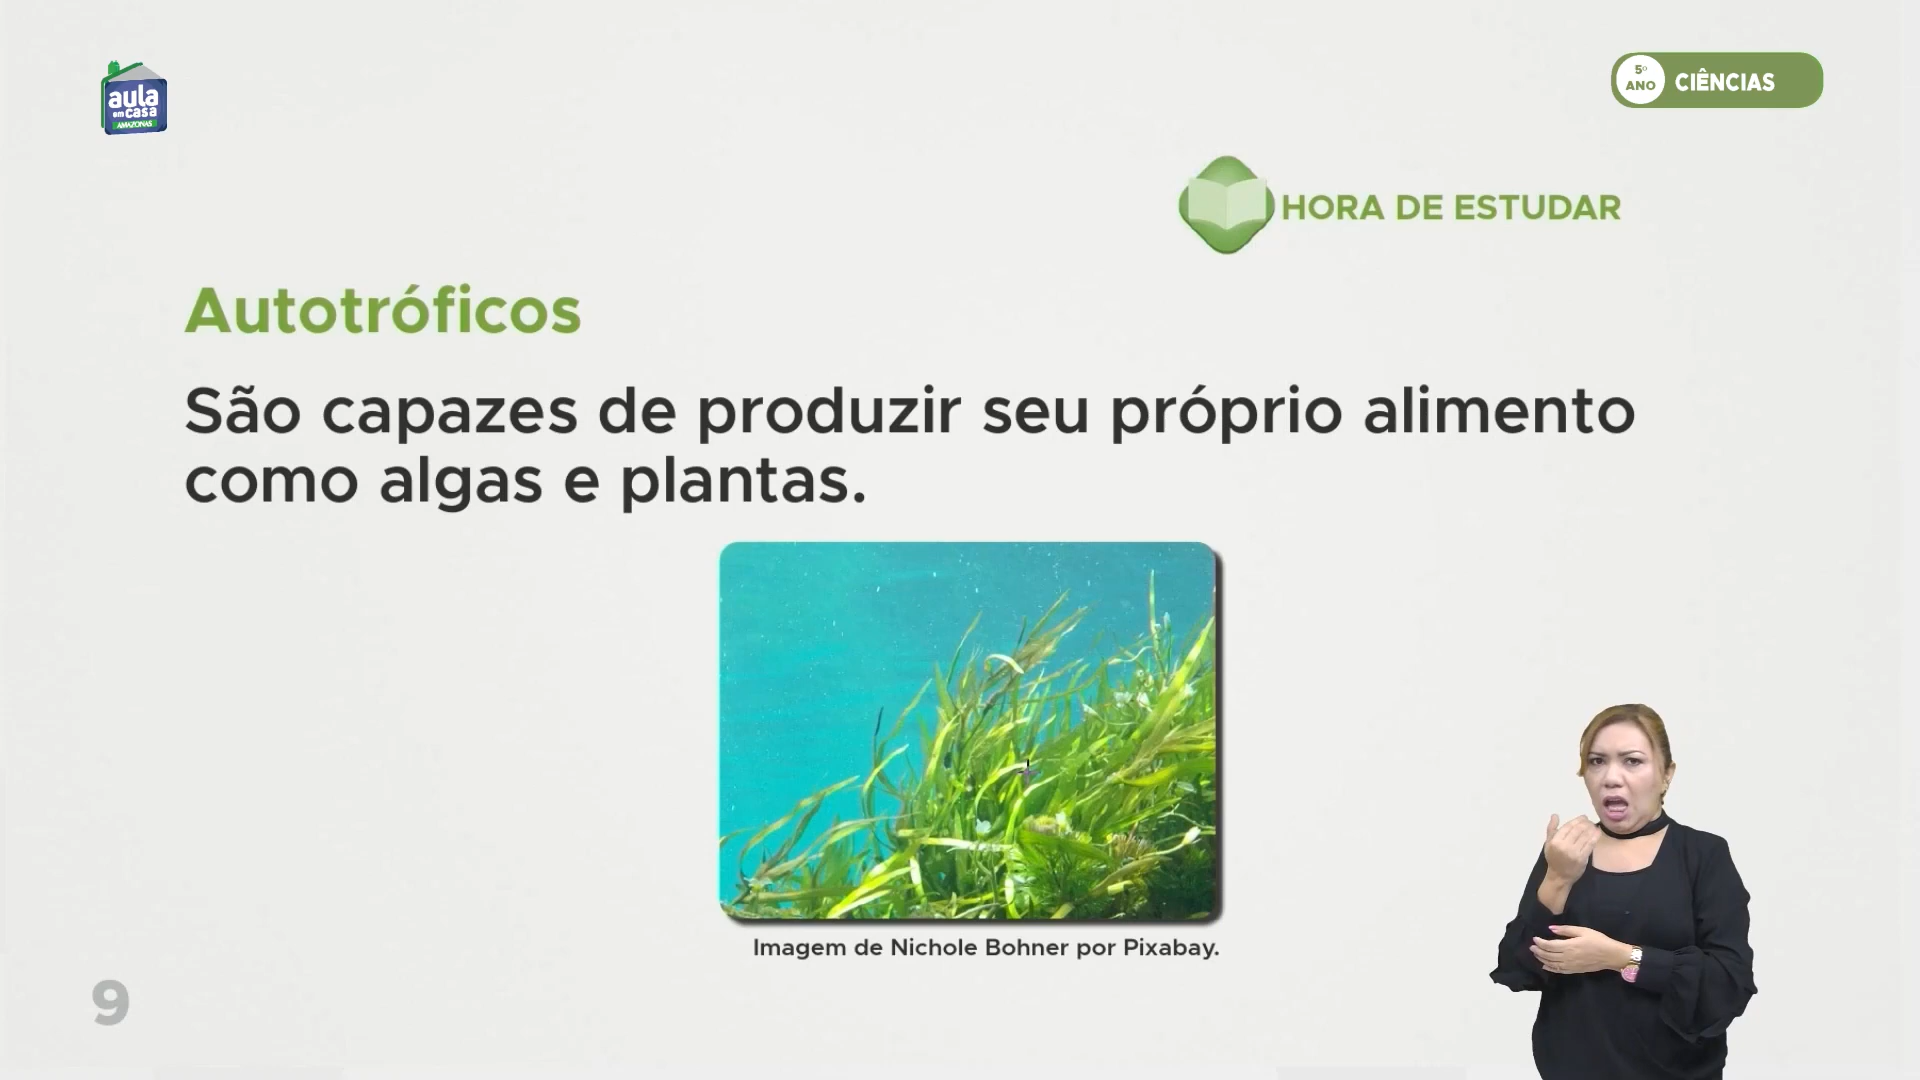 aula
em casa
AMAZONAS
5º
ANO
CIÊNCIAS
HORA DE ESTUDAR
Autotróficos
São capazes de produzir seu próprio alimento
como algas e plantas.
Imagem de Nichole Bohner por Pixabay.
9